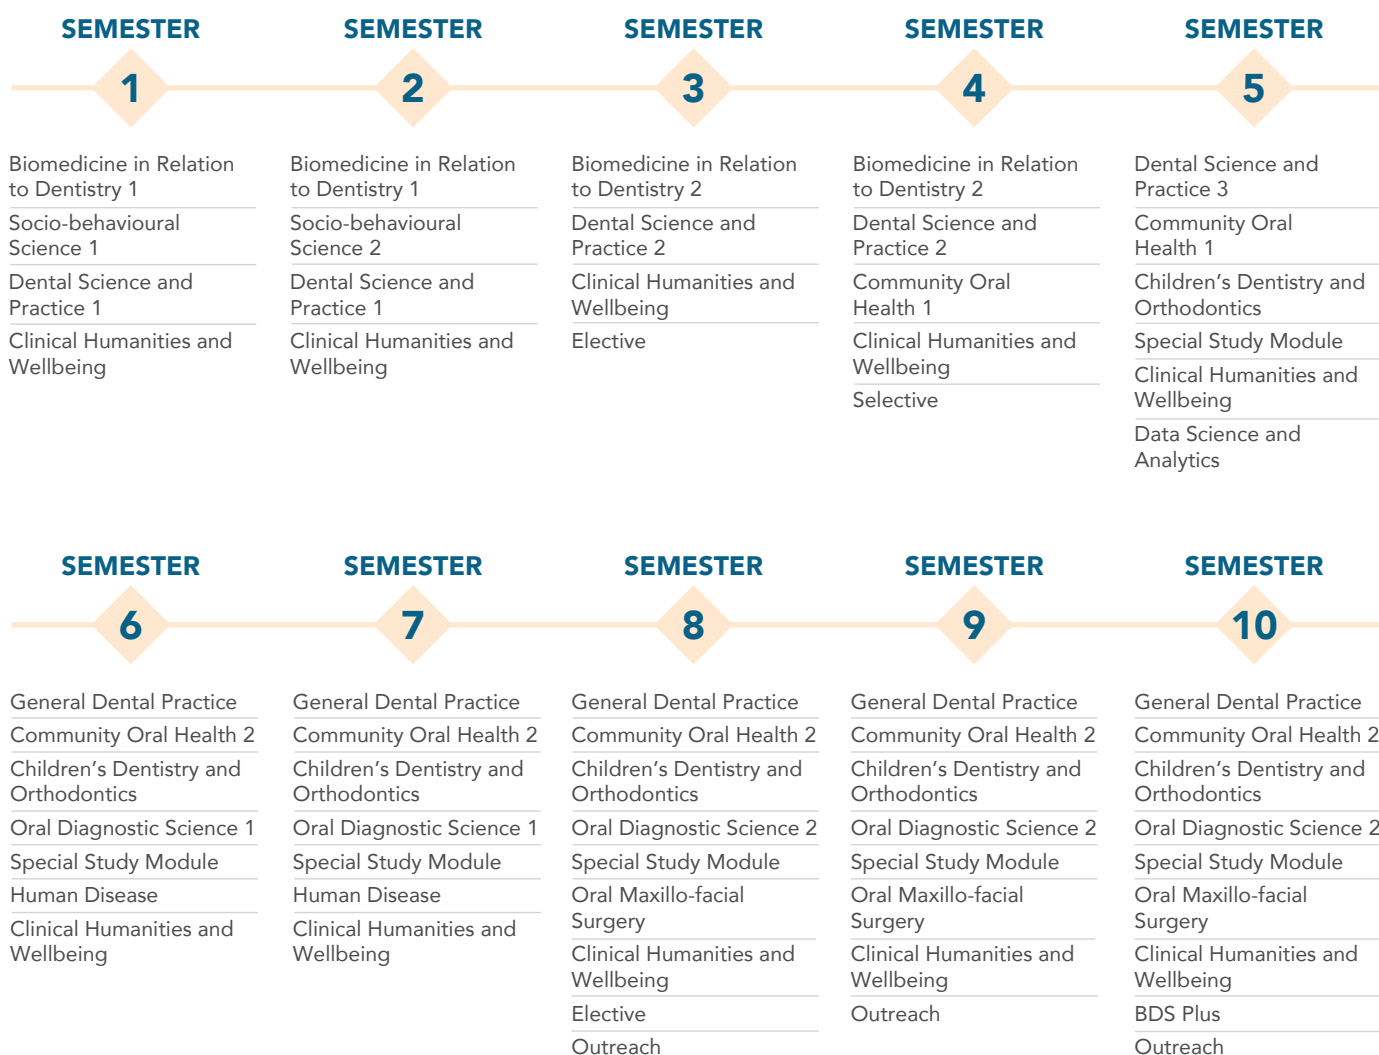 SEMESTER
1
Biomedicine in Relation
to Dentistry 1
Socio-behavioural
Science 1
Dental Science and
Practice 1
Clinical Humanities and
Wellbeing
SEMESTER
2
Biomedicine in Relation
to Dentistry 1
Socio-behavioural
Science 2
Dental Science and
Practice 1
Clinical Humanities and
Wellbeing
SEMESTER
3
Biomedicine in Relation
to Dentistry 2
Dental Science and
Practice 2
Clinical Humanities and
Wellbeing
Elective
SEMESTER
4
Biomedicine in Relation
to Dentistry 2
Dental Science and
Practice 2
Community Oral
Health 1
Clinical Humanities and
Wellbeing
Selective
SEMESTER
5
Dental Science and
Practice 3
Community Oral
Health 1
Children's Dentistry and
Orthodontics
Special Study Module
Clinical Humanities and
Wellbeing
Data Science and
Analytics
SEMESTER
6
General Dental Practice
Community Oral Health 2
Children's Dentistry and
Orthodontics
Oral Diagnostic Science 1
Special Study Module
Human Disease
Clinical Humanities and
Wellbeing
SEMESTER
7
General Dental Practice
Community Oral Health 2
Children's Dentistry and
Orthodontics
Oral Diagnostic Science 1
Special Study Module
Human Disease
Clinical Humanities and
Wellbeing
SEMESTER
8
General Dental Practice
Community Oral Health 2
Children's Dentistry and
Orthodontics
Oral Diagnostic Science 2
Special Study Module
Oral Maxillo-facial
Surgery
Clinical Humanities and
Wellbeing
Elective
Outreach
SEMESTER
9
General Dental Practice
Community Oral Health 2
Children's Dentistry and
Orthodontics
Oral Diagnostic Science 2
Special Study Module
Oral Maxillo-facial
Surgery
Clinical Humanities and
Wellbeing
Outreach
SEMESTER
10
General Dental Practice
Community Oral Health 2
Children's Dentistry and
Orthodontics
Oral Diagnostic Science 2
Special Study Module
Oral Maxillo-facial
Surgery
Clinical Humanities and
Wellbeing
BDS Plus
Outreach